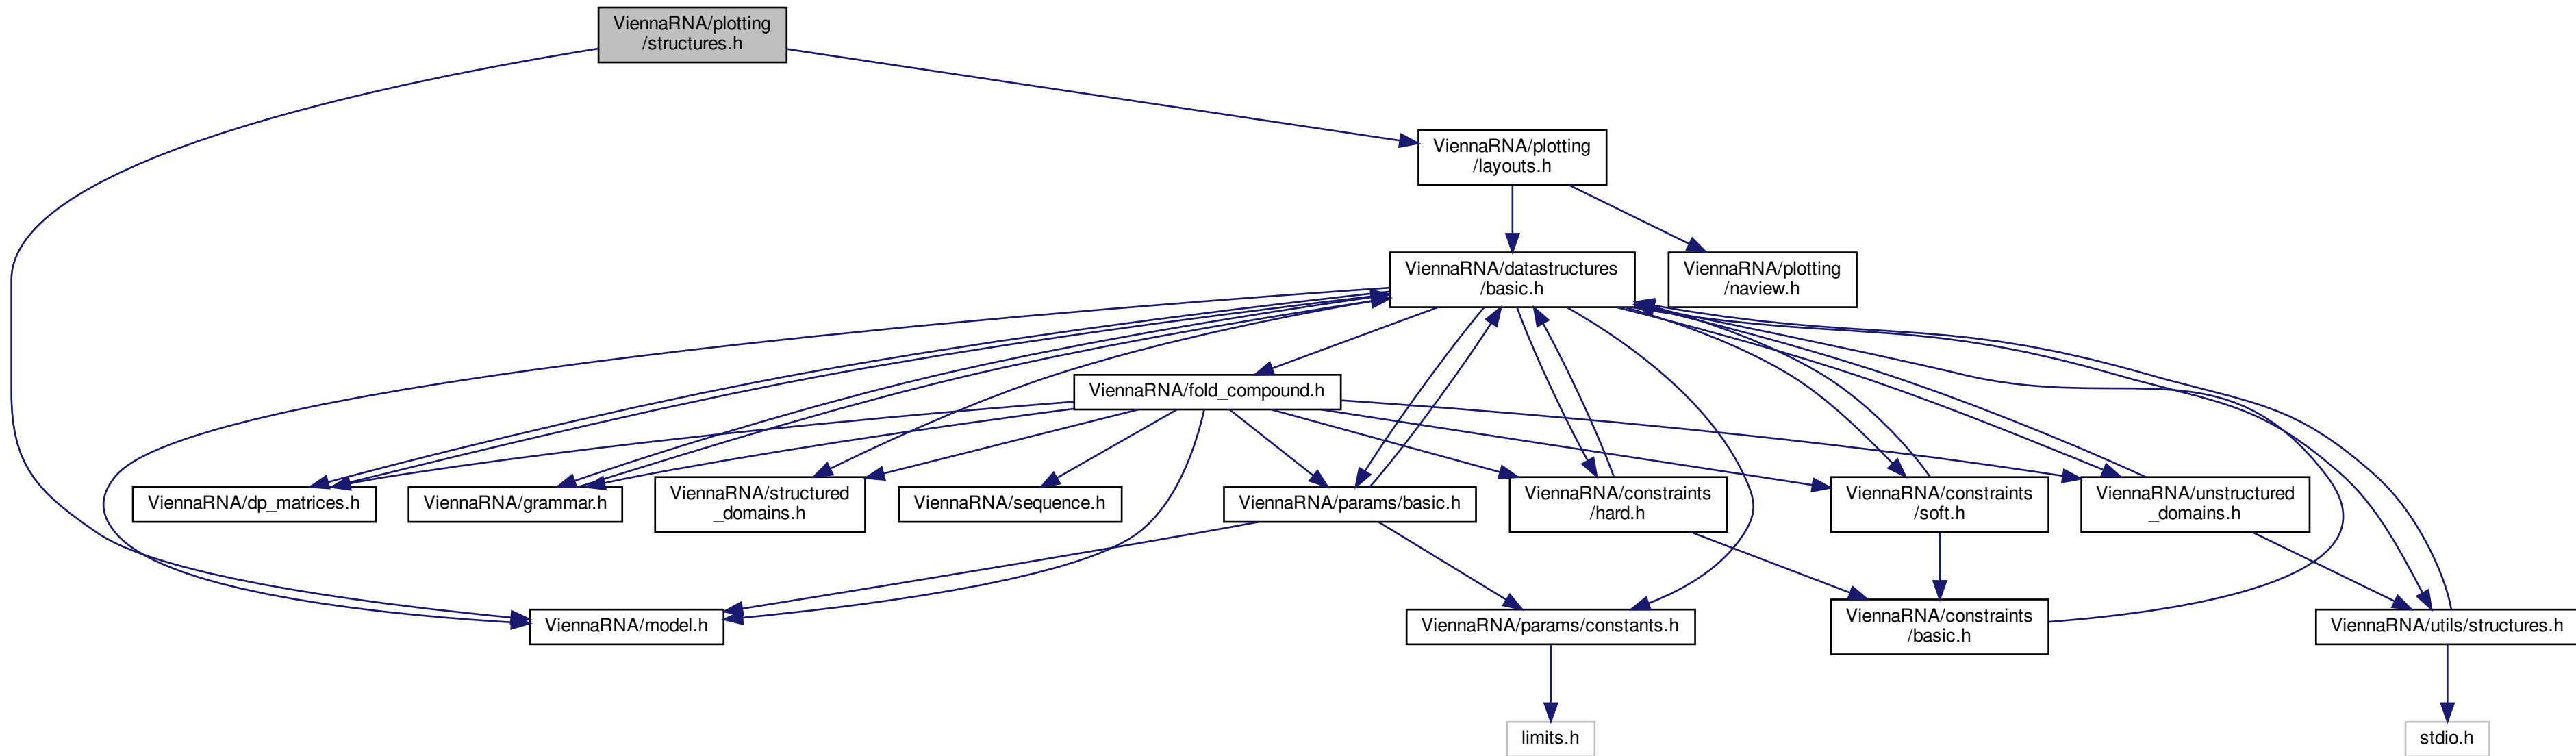 ViennaRNA/plotting
/structures.h
ViennaRNA/plotting
/layouts.h
ViennaRNA/datastructures
/basic.h
ViennaRNA/plotting
/naview.h
ViennaRNA/fold_compound.h
ViennaRNA/dp_matrices.h
ViennaRNA/grammar.h
ViennaRNA/structured
_domains.h
ViennaRNA/sequence.h
ViennaRNA/params/basic.h
ViennaRNA/constraints
/hard.h
ViennaRNA/constraints
/soft.h
ViennaRNA/unstructured
_domains.h
ViennaRNA/model.h
ViennaRNA/params/constants.h
ViennaRNA/constraints
/basic.h
ViennaRNA/utils/structures.h
limits.h
stdio.h